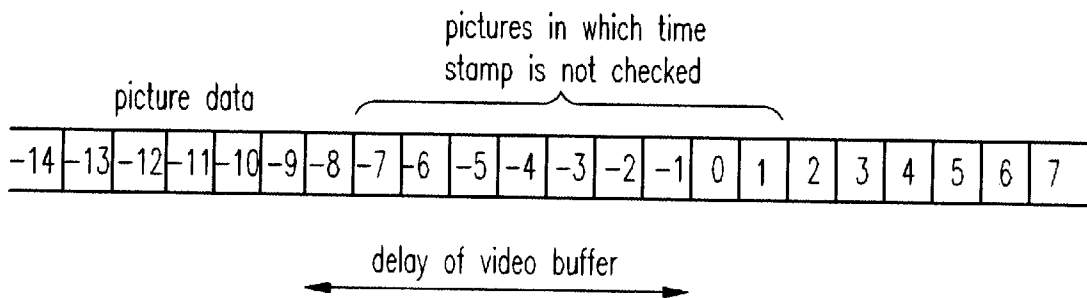 pictures in which time
stamp is not checked
picture data
-14 -13 -12 -11 -10 -9 -8 -7 -6 -5 -4 -3 -2 -1 0 1 2 3 4 5 6 7
delay of video buffer